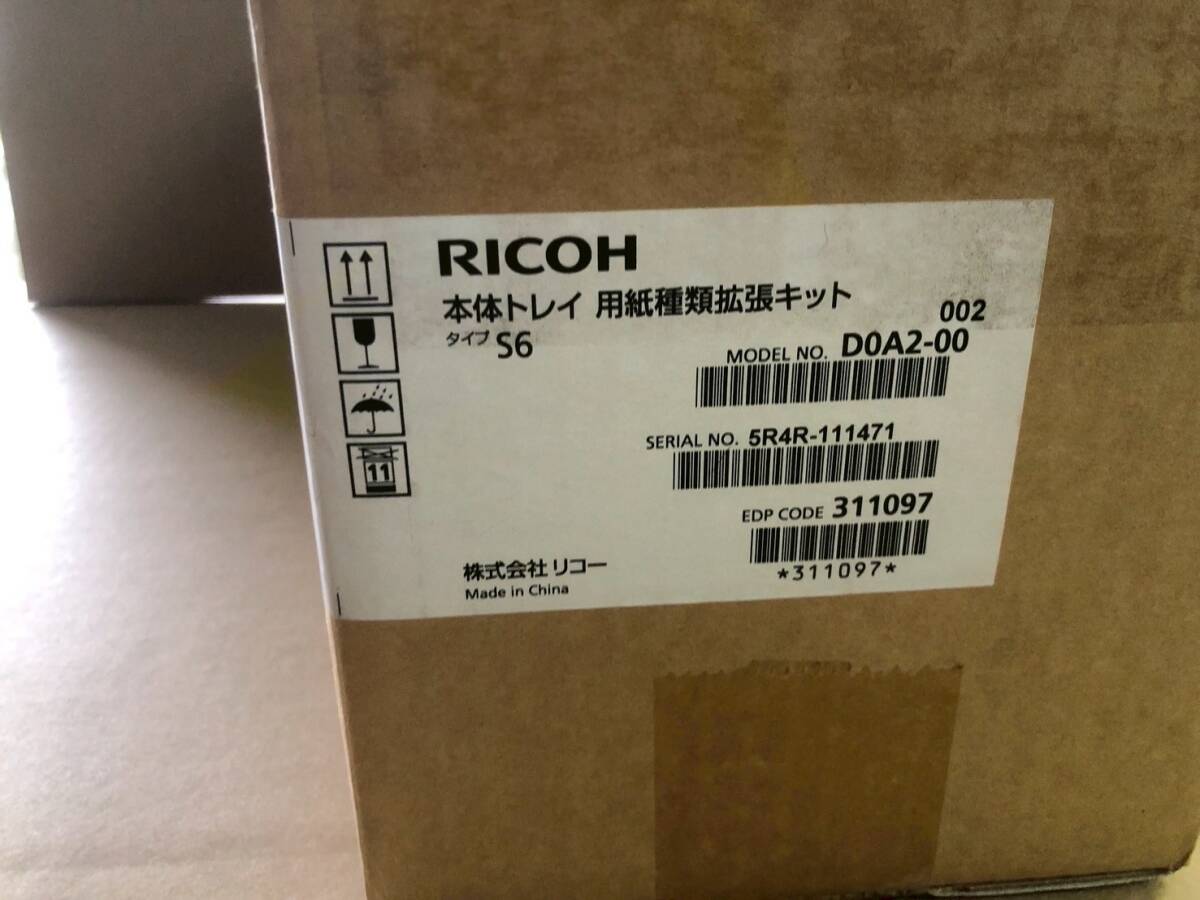 RICOH
本体トレイ 用紙種類拡張キット
タイプ S6
002
MODEL NO. D0A2-00
SERIAL NO. 5R4R-111471
EDP CODE 311097
*311097*
11
株式会社 リコー
Made in China